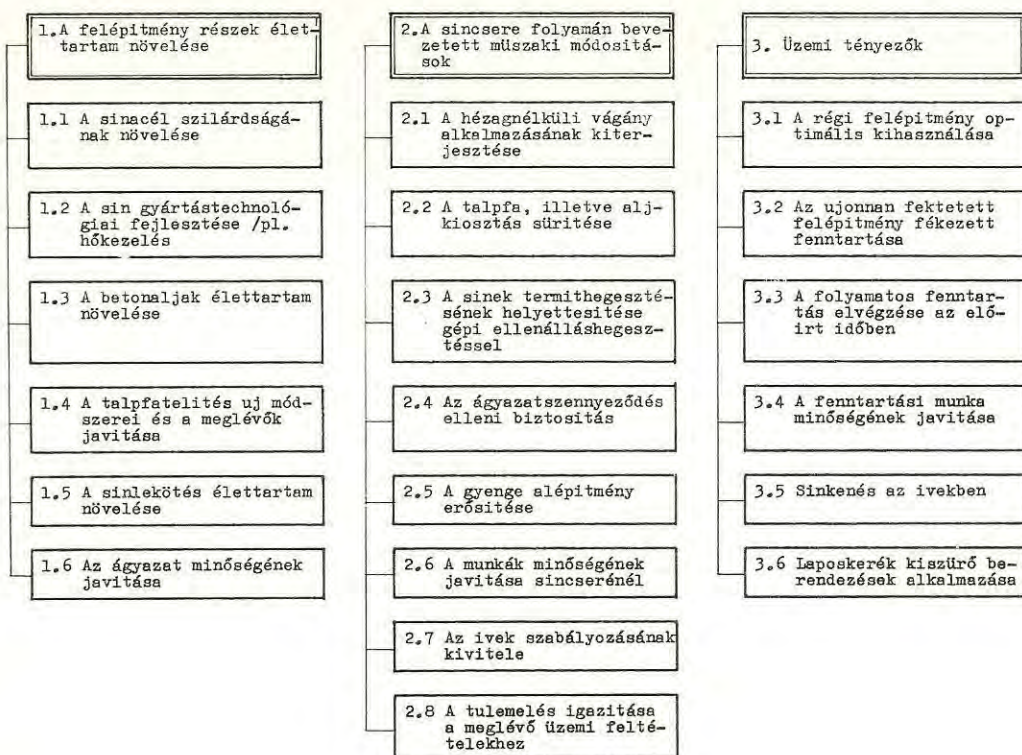 1.A felépitmény részek élet-
tartam növelése
1.1 A sinacél szilárdságá-
nak növelése
1.2 A sin gyártástechnoló-
giai fejlesztése /pl.
hőkezelés
1.3 A betonaljak élettartam
növelése
1.4 A talpfatelités uj mód-
szerei és a meglévők
javitása
1.5 A sinlekötés élettartam
növelése
1.6 Az ágyazat minőségének
javitása
2.A sincsere folyamán beve-
zetett müszaki módositá-
sok
2.1 A hézagnélküli vágány
alkalmazásának kiter-
jesztése
2.2 A talpfa, illetve alj-
kiosztás süritése
2.3 A sinek termithegeszté-
sének helyettesitése
gépi ellenálláshegesz-
téssel
2.4 Az ágyazatszennyeződés
elleni biztositás
2.5 A gyenge alépitmény
erősitése
2.6 A munkák minőségének
javitása sincserénél
2.7 Az ivek szabályozásának
kivitele
2.8 A tulemelés igazitása
a meglévő üzemi felté-
telekhez
3. Üzemi tényezők
3.1 A régi felépitmény op-
timális kihasználása
3.2 Az ujonnan fektetett
felépitmény fékezett
fenntartása
3.3 A folyamatos fenntar-
tás elvégzése az elő-
irt időben
3.4 A fenntartási munka
minőségének javitása
3.5 Sinkenés az ivekben
3.6 Laposkerék kiszürő be-
rendezések alkalmazása